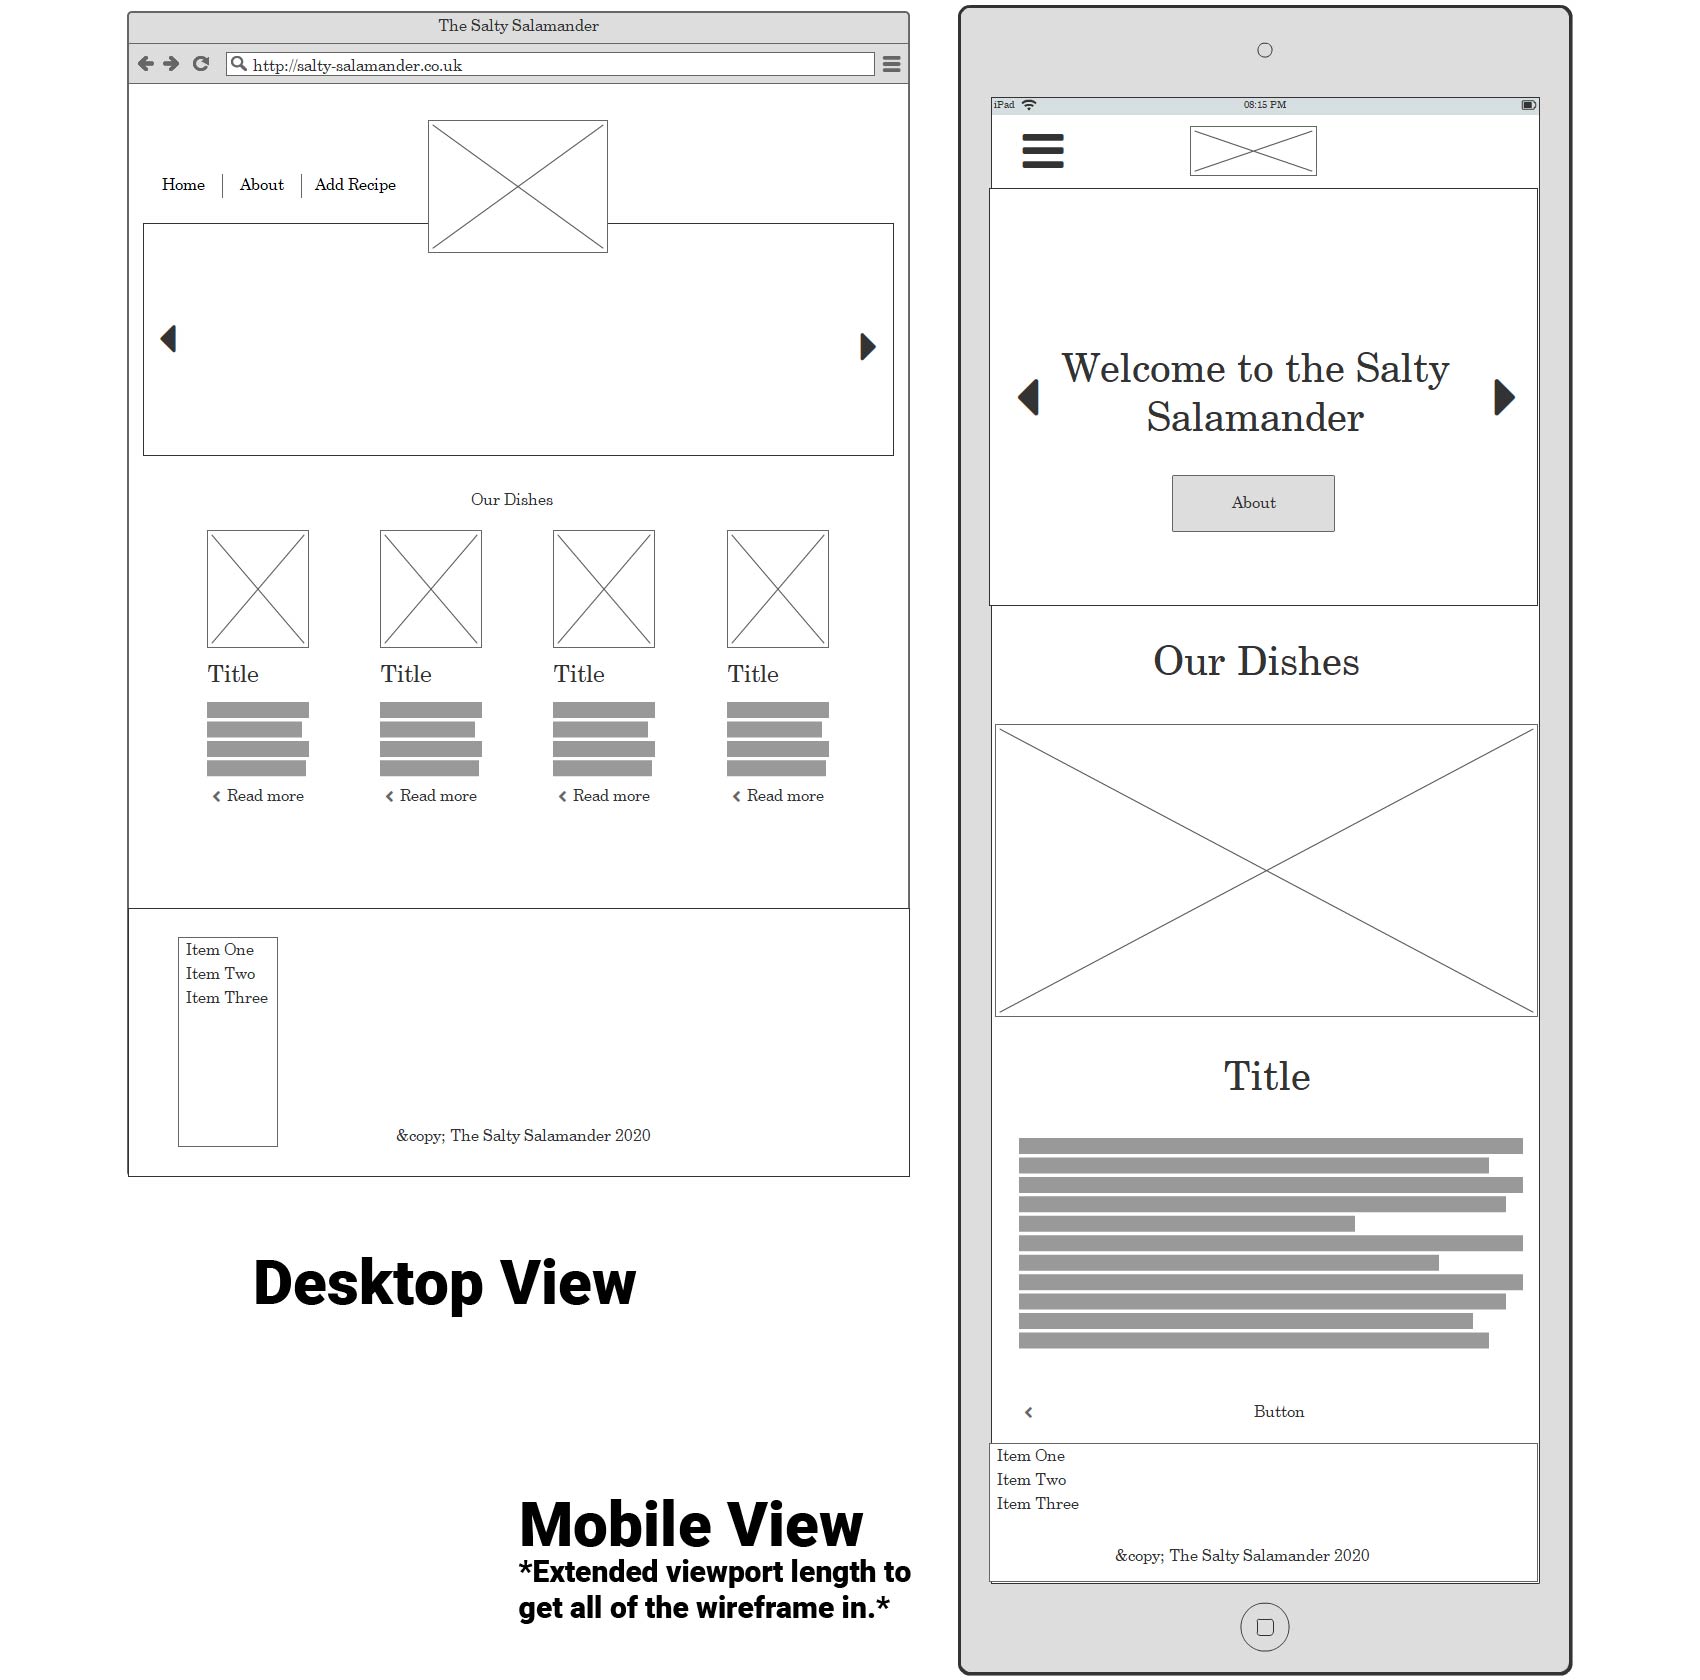 The Salty Salamander
http://salty-salamander.co.uk
Home About Add Recipe
Our Dishes
Title Title Title Title
Read more Read more Read more Read more
Item One
Item Two
Item Three
&copy; The Salty Salamander 2020
Desktop View
Mobile View
*Extended viewport length to
get all of the wireframe in.*
iPad 08:15 PM
Welcome to the Salty
Salamander
About
Our Dishes
Title
Button
Item One
Item Two
Item Three
&copy; The Salty Salamander 2020